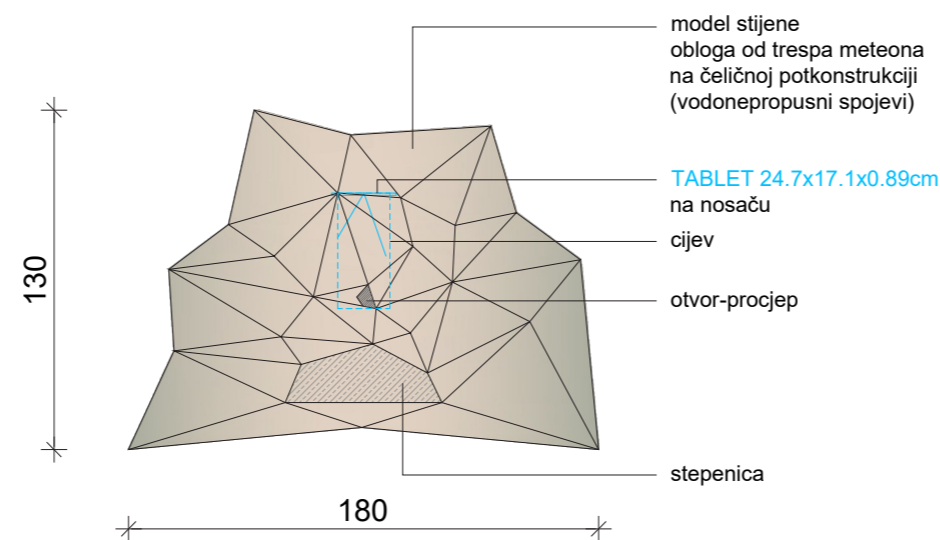 model stijene
obloga od trespa meteona
na čeličnoj potkonstrukciji
(vodonepropusni spojevi)
TABLET 24.7x17.1x0.89cm
na nosaču
cijev
otvor-procjep
stepenica
130
180